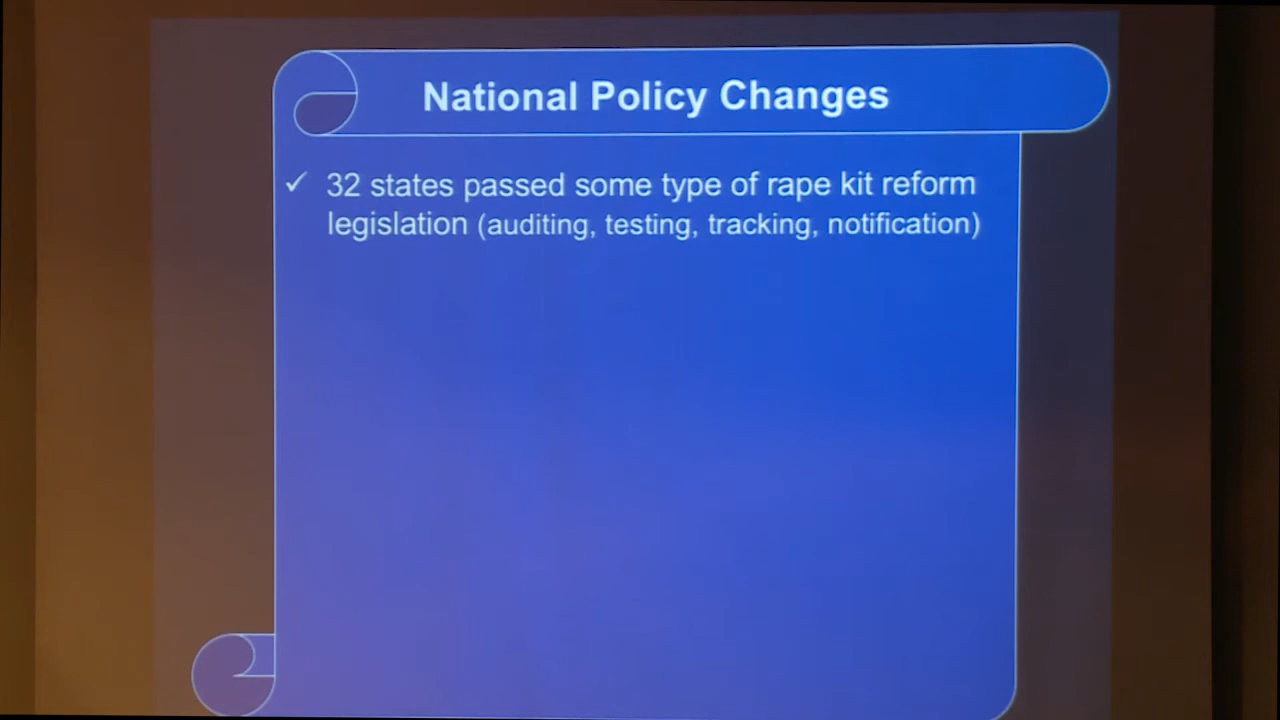 National Policy Changes
✓ 32 states passed some type of rape kit reform
legislation (auditing, testing, tracking, notification)